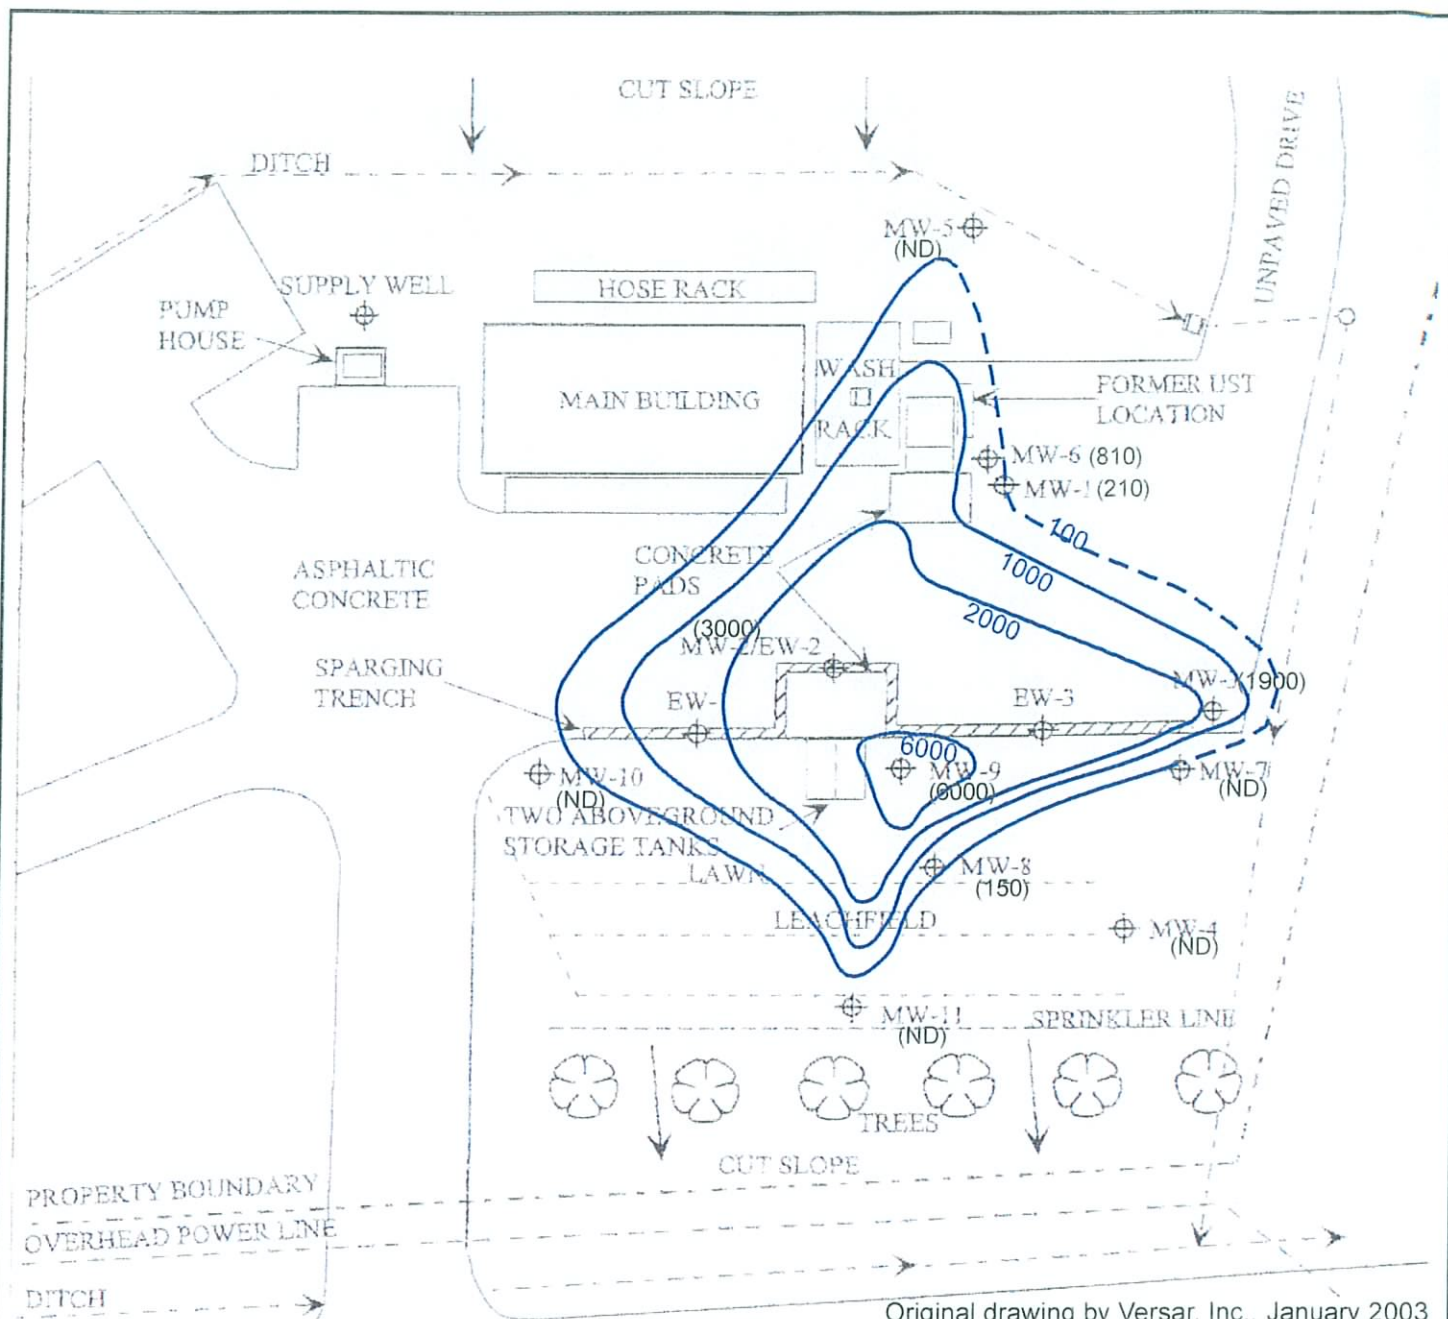 CUT SLOPE
DITCH
UNPAVED DRIVE
MW-5
(ND)
SUPPLY WELL
HOSE RACK
PUMP
HOUSE
WASH
RACK
MAIN BUILDING
FORMER UST
LOCATION
MW-6 (810)
MW-1 (210)
100
1000
2000
ASPHALTIC
CONCRETE
CONCRETE
PADS
(3000)
MW-2/EW-2
SPARGING
TRENCH
EW-
EW-3
MW-3 (1900)
6000
MW-9
(6000)
MW-10
(ND)
MW-7
(ND)
TWO ABOVEGROUND
STORAGE TANKS
LAWN
MW-8
(150)
LEACHFIELD
MW-4
(ND)
MW-11
(ND)
SPRINKLER LINE
TREES
CUT SLOPE
PROPERTY BOUNDARY
OVERHEAD POWER LINE
DITCH
Original drawing by Versar, Inc., January 2003